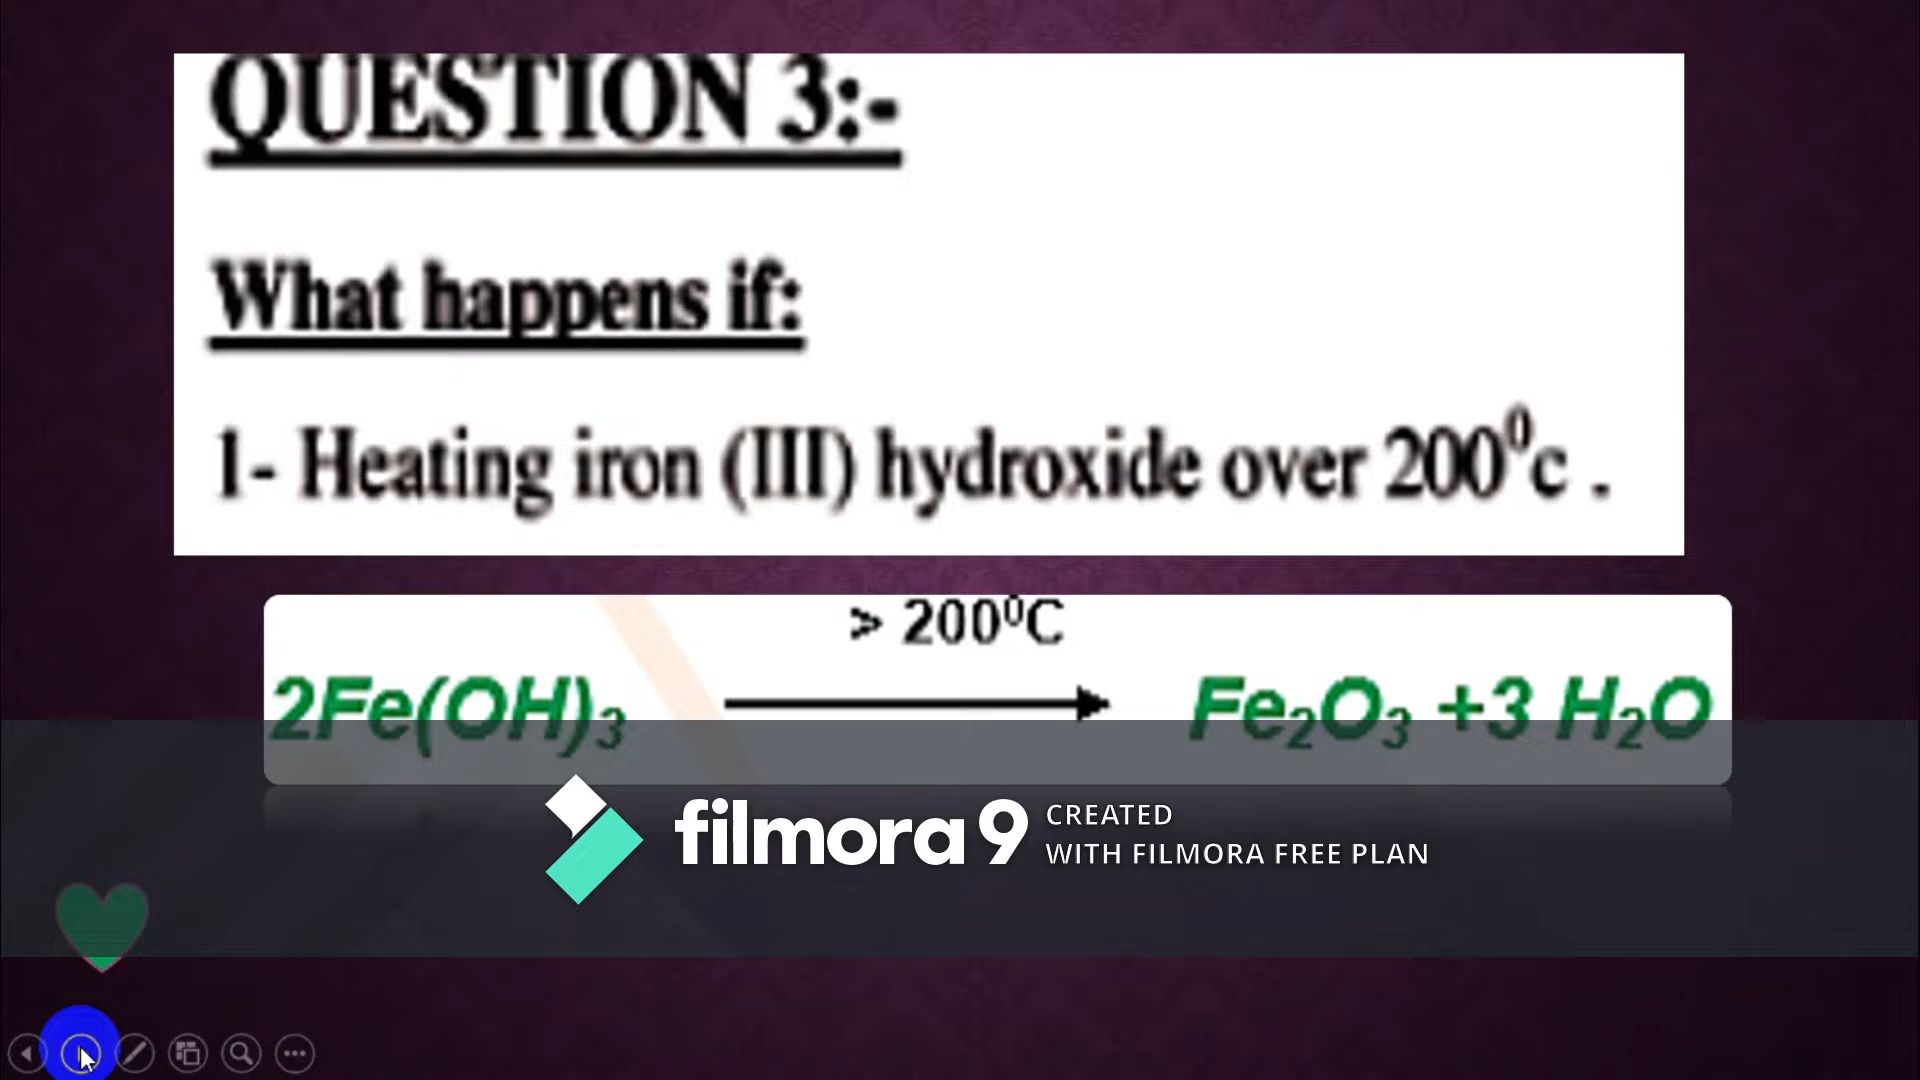 QUESTION 3:-
What happens if:
1- Heating iron (III) hydroxide over 200⁰c .
> 200⁰C
2Fe(OH)₃ → Fe₂O₃ +3 H₂O
filmora 9 CREATED
WITH FILMORA FREE PLAN